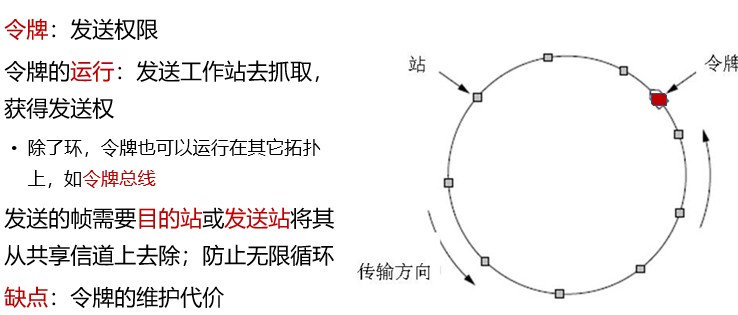 令牌：发送权限
令牌的运行：发送工作站去抓取，
获得发送权
• 除了环，令牌也可以运行在其它拓扑
上，如令牌总线
发送的帧需要目的站或发送站将其
从共享信道上去除；防止无限循环
缺点：令牌的维护代价
站
令牌
传输方向